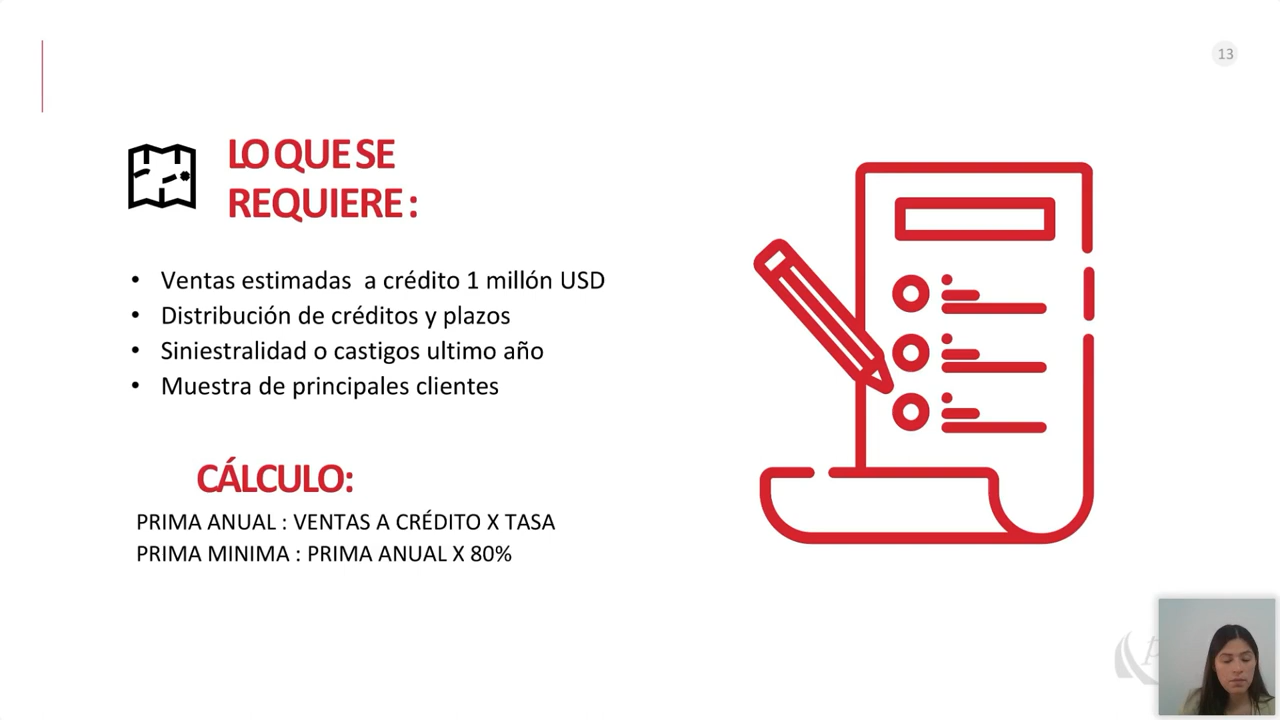 13
LO QUE SE
REQUIERE :
• Ventas estimadas a crédito 1 millón USD
• Distribución de créditos y plazos
• Siniestralidad o castigos ultimo año
• Muestra de principales clientes
CÁLCULO:
PRIMA ANUAL : VENTAS A CRÉDITO X TASA
PRIMA MINIMA : PRIMA ANUAL X 80%